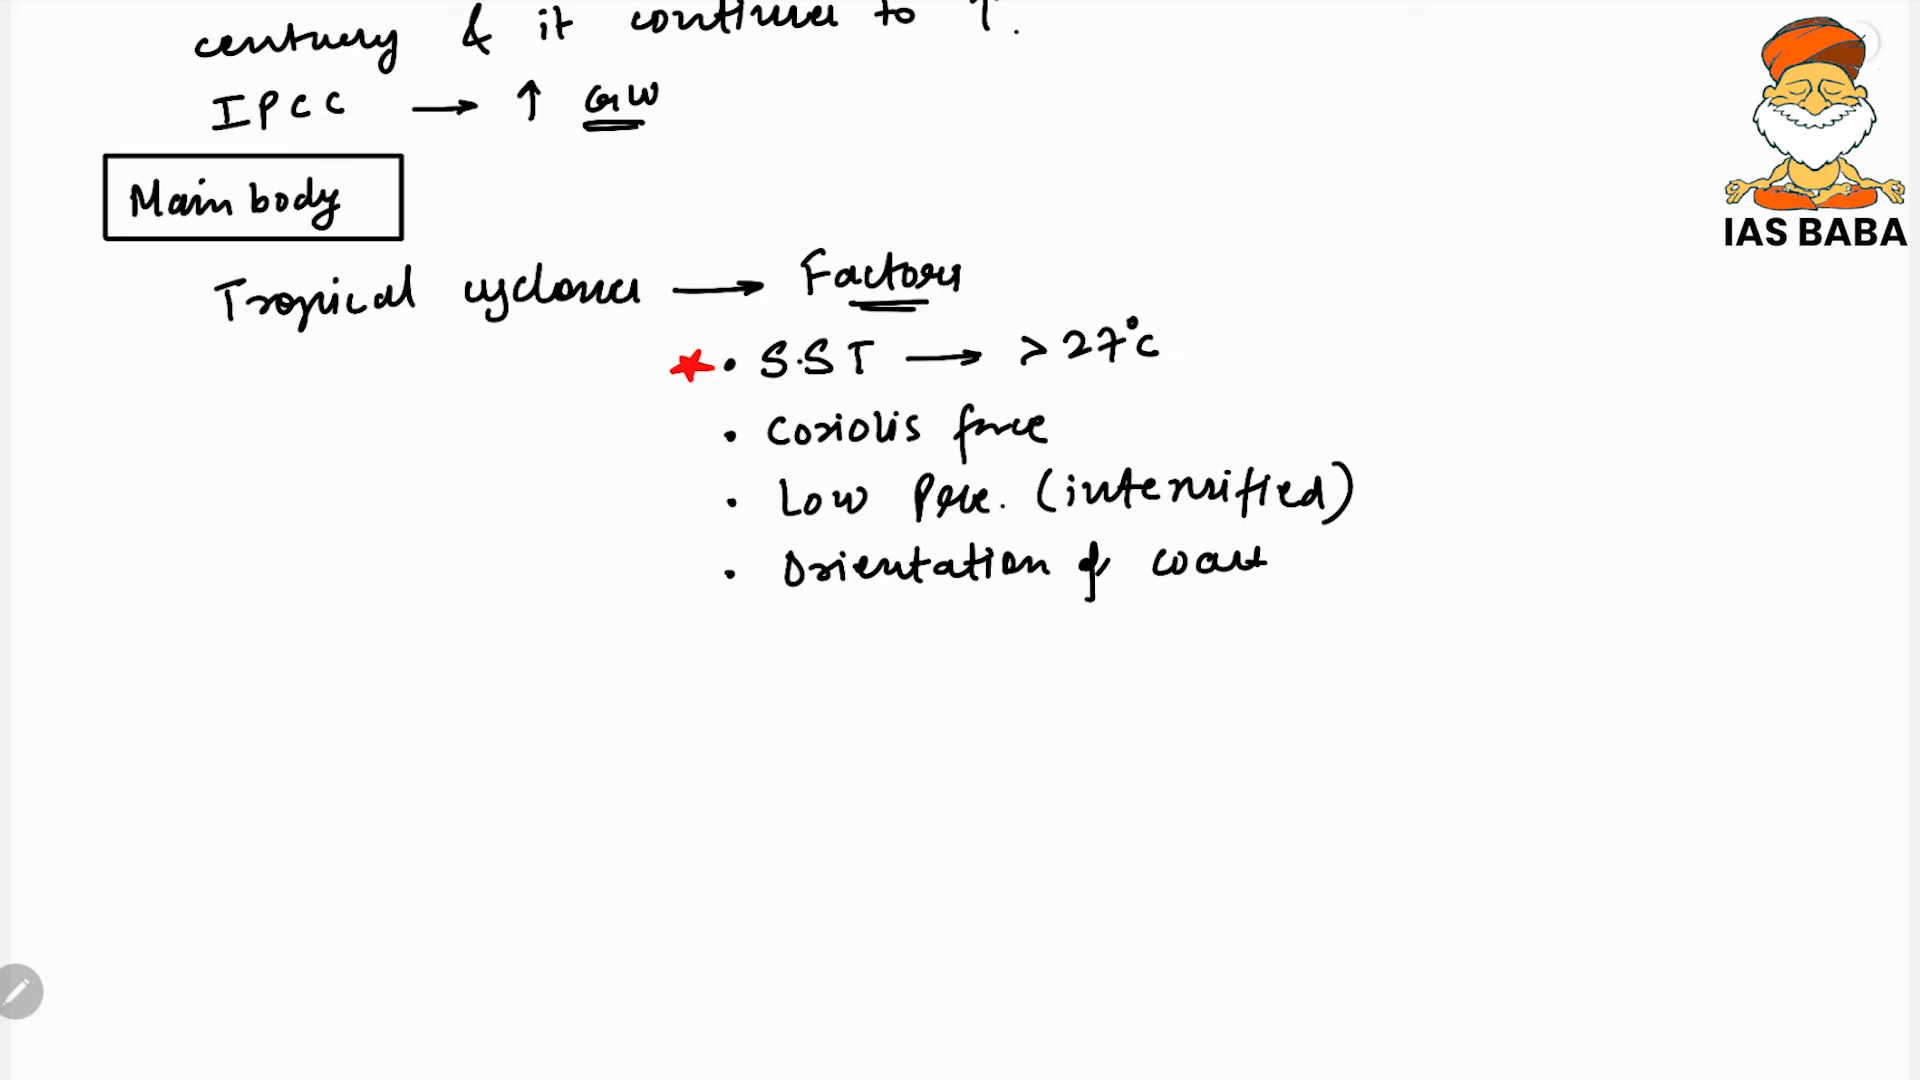 century & it continues to ↑.
IPCC → ↑ GW
Main body
Tropical cyclones → Factors
★ • S.ST → >27°c
• Coriolis force
• Low Pre. (intensified)
• Orientation of coast
IAS BABA